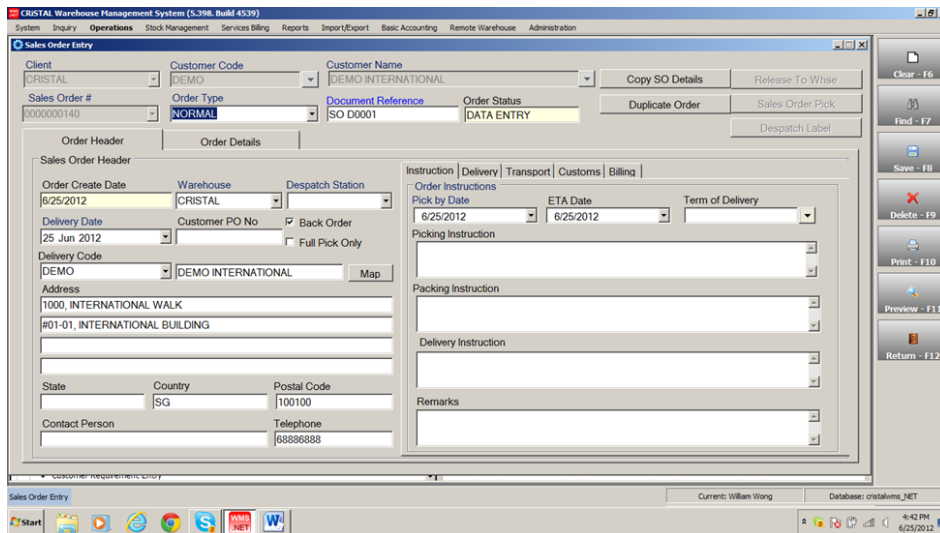 CRiSTAL Warehouse Management System (5.398. Build 4539)
System Inquiry Operations Stock Management Services Billing Reports Import/Export Basic Accounting Remote Warehouse Administration
Sales Order Entry
Client Customer Code Customer Name
CRISTAL DEMO DEMO INTERNATIONAL
Copy SO Details Release To Whse
Sales Order # Order Type Document Reference Order Status
0000000140 NORMAL SO D0001 DATA ENTRY
Duplicate Order Sales Order Pick
Despatch Label
Order Header Order Details
Sales Order Header
Order Create Date Warehouse Despatch Station
6/25/2012 CRISTAL
Delivery Date Customer PO No Back Order
25 Jun 2012 Full Pick Only
Delivery Code
DEMO DEMO INTERNATIONAL Map
Address
1000, INTERNATIONAL WALK
#01-01, INTERNATIONAL BUILDING
State Country Postal Code
SG 100100
Contact Person Telephone
68886888
Instruction Delivery Transport Customs Billing
Order Instructions
Pick by Date ETA Date Term of Delivery
6/25/2012 6/25/2012
Picking Instruction
Packing Instruction
Delivery Instruction
Remarks
Clear - F6
Find - F7
Save - F8
Delete - F9
Print - F10
Preview - F11
Return - F12
Customer Requirement Entry
Sales Order Entry Current: William Wong Database: cristalwms_NET
Start WMS .NET W 4:42 PM
6/25/2012